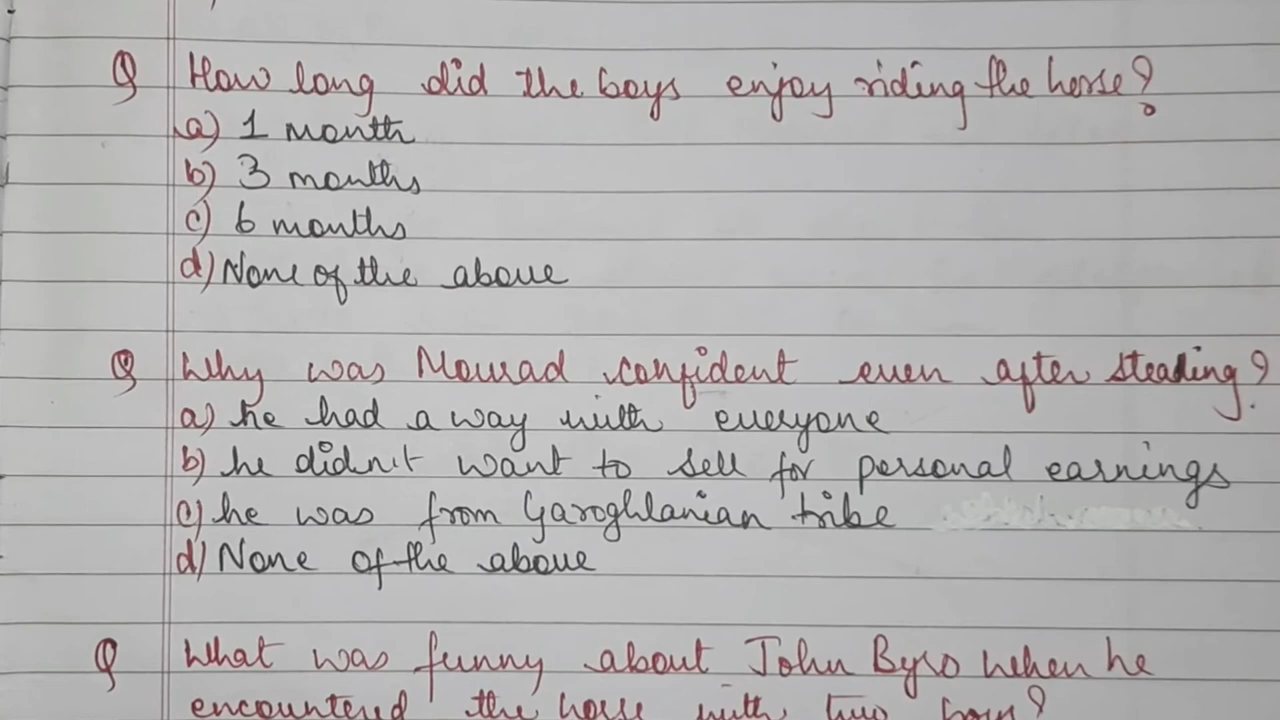 Q How long did the boys enjoy riding the horse?
a) 1 month
b) 3 months
c) 6 months
d) None of the above
Q Why was Mourad confident even after stealing?
a) he had a way with everyone
b) he didn't want to sell for personal earnings
c) he was from Garoghlanian tribe
d) None of the above
Q What was funny about John Byro when he
encountered the horse with two boys?